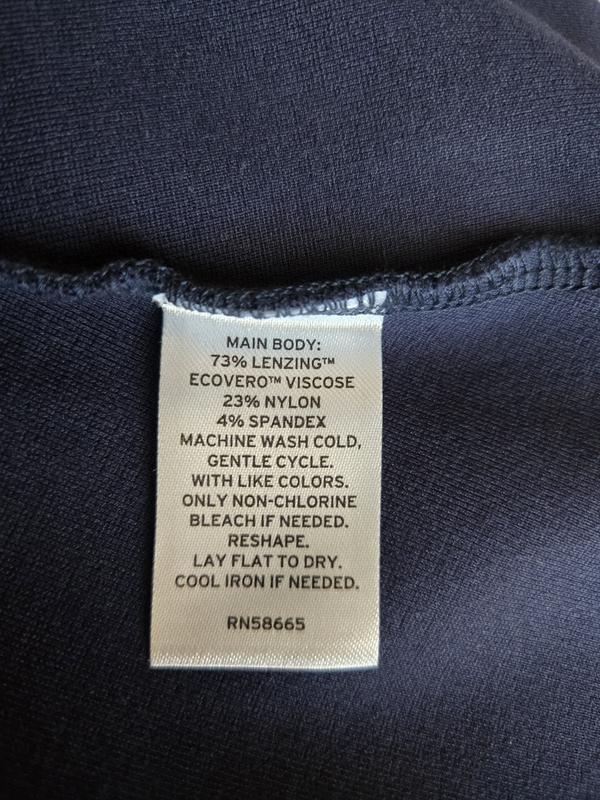 MAIN BODY:
73% LENZING™
ECOVERO™ VISCOSE
23% NYLON
4% SPANDEX
MACHINE WASH COLD,
GENTLE CYCLE.
WITH LIKE COLORS.
ONLY NON-CHLORINE
BLEACH IF NEEDED.
RESHAPE.
LAY FLAT TO DRY.
COOL IRON IF NEEDED.
RN58665